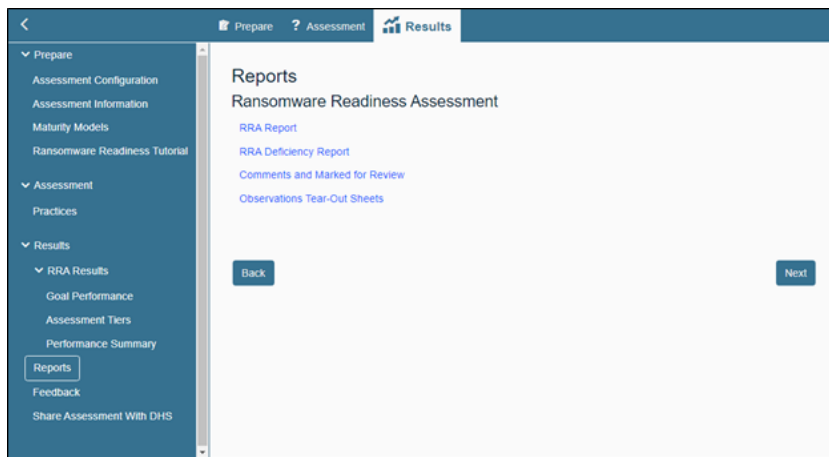 Prepare
? Assessment
Results
Prepare
Assessment Configuration
Assessment Information
Maturity Models
Ransomware Readiness Tutorial
Assessment
Practices
Results
RRA Results
Goal Performance
Assessment Tiers
Performance Summary
Reports
Feedback
Share Assessment With DHS
Reports
Ransomware Readiness Assessment
RRA Report
RRA Deficiency Report
Comments and Marked for Review
Observations Tear-Out Sheets
Back
Next